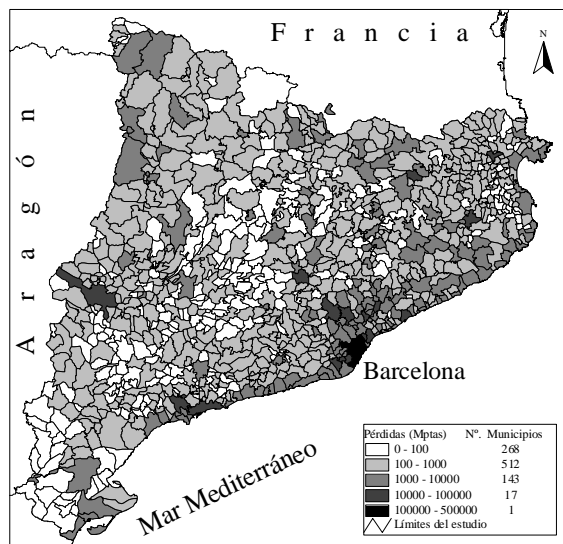 F r a n c i a
N
A r a g ó n
Barcelona
Mar Mediterráneo
Pérdidas (Mptas) Nº. Municipios
0 - 100 268
100 - 1000 512
1000 - 10000 143
10000 - 100000 17
100000 - 500000 1
Límites del estudio